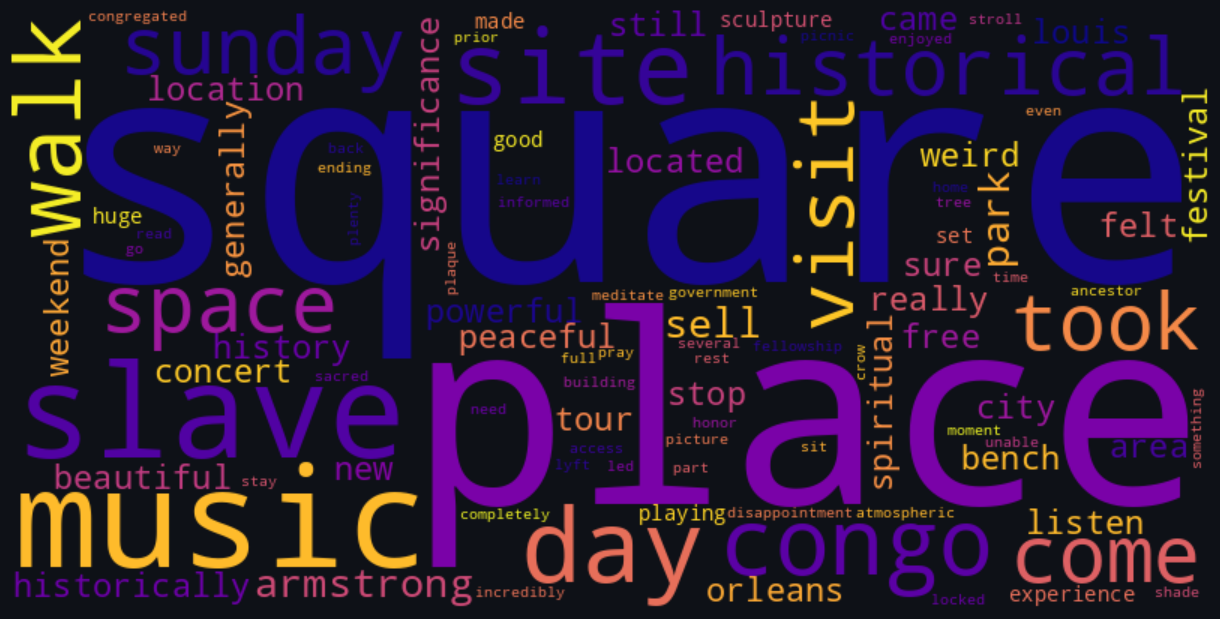 congregated
made
prior
still
sculpture
came
stroll
enjoyed
picnic
louis
walk
sunday
site
historical
location
significance
square
visit
even
festival
way
generally
back
ending
good
located
weird
learn
informed
home
tree
park
huge
read
go
plenty
felt
set
weekend
plaque
sure
time
space
powerful
meditate
government
really
ancestor
took
history
peaceful
sell
free
spiritual
concert
sacred
full
pray
several
rest
fellowship
crow
slave
place
building
stop
city
need
tour
honor
picture
moment
unable
bench
area
something
access
lyft
led
part
sit
beautiful
stay
new
music
completely
playing
disappointment
atmospheric
day
congo
listen
come
historically
armstrong
incredibly
orleans
locked
experience
shade